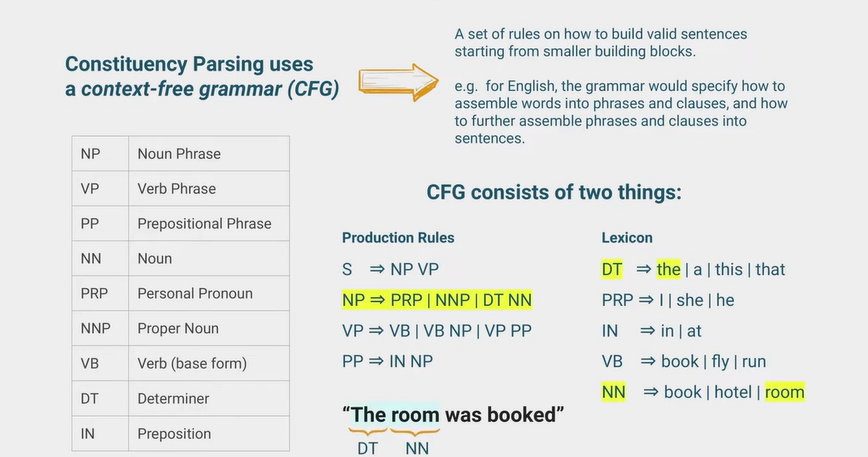 Constituency Parsing uses
a context-free grammar (CFG)
A set of rules on how to build valid sentences
starting from smaller building blocks.
e.g. for English, the grammar would specify how to
assemble words into phrases and clauses, and how
to further assemble phrases and clauses into
sentences.
NP Noun Phrase
VP Verb Phrase
PP Prepositional Phrase
NN Noun
PRP Personal Pronoun
NNP Proper Noun
VB Verb (base form)
DT Determiner
IN Preposition
CFG consists of two things:
Production Rules
S ⇒ NP VP
NP ⇒ PRP | NNP | DT NN
VP ⇒ VB | VB NP | VP PP
PP ⇒ IN NP
Lexicon
DT ⇒ the | a | this | that
PRP ⇒ I | she | he
IN ⇒ in | at
VB ⇒ book | fly | run
NN ⇒ book | hotel | room
“The room was booked”
DT NN